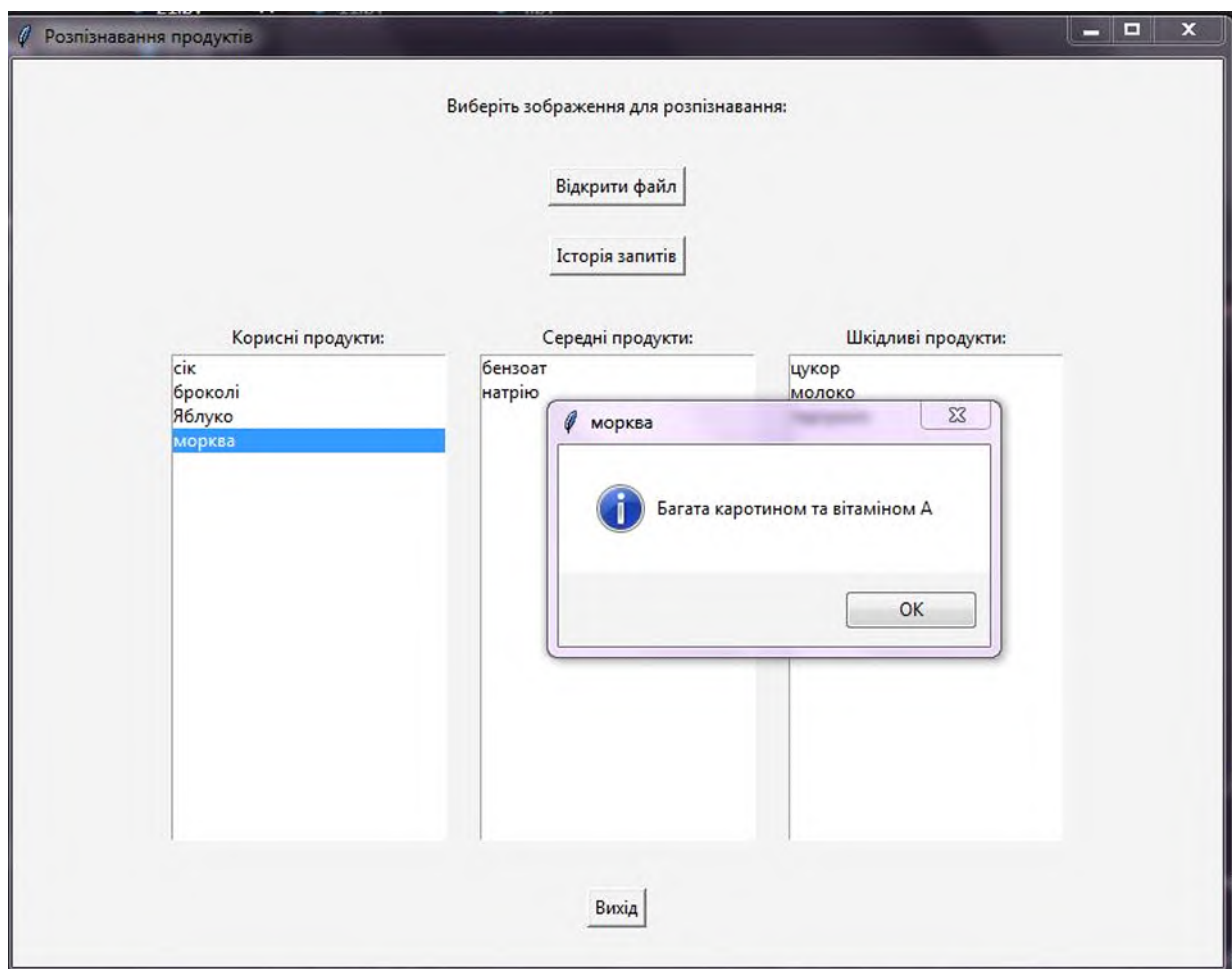 Розпізнавання продуктів
Виберіть зображення для розпізнавання:
Відкрити файл
Історія запитів
Корисні продукти:
сік
броколі
Яблуко
морква
Середні продукти:
бензоат
натрію
Шкідливі продукти:
цукор
молоко
морква
Багата каротином та вітаміном А
OK
Вихід